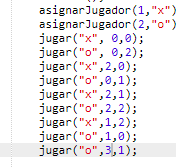 asignarJugador(1,"x")
asignarJugador(2,"o")
jugar("x", 0,0);
jugar("o", 0,2);
jugar("x",2,0);
jugar("o",0,1);
jugar("x",2,1);
jugar("o",2,2);
jugar("x",1,2);
jugar("o",1,0);
jugar("o",3,1);